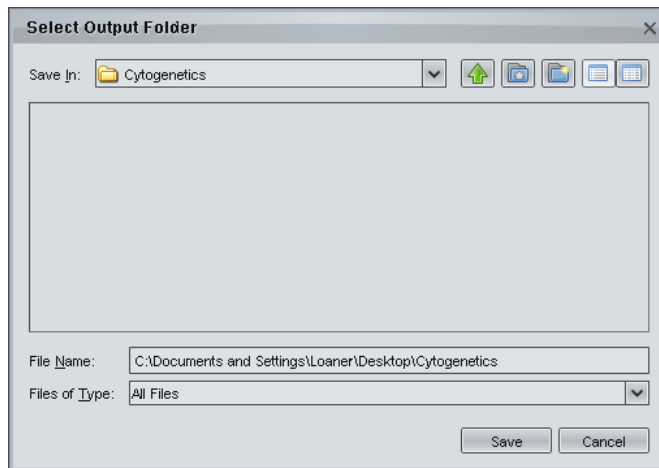 Select Output Folder
Save In: Cytogenetics
File Name: C:\Documents and Settings\Loaner\Desktop\Cytogenetics
Files of Type: All Files
Save Cancel